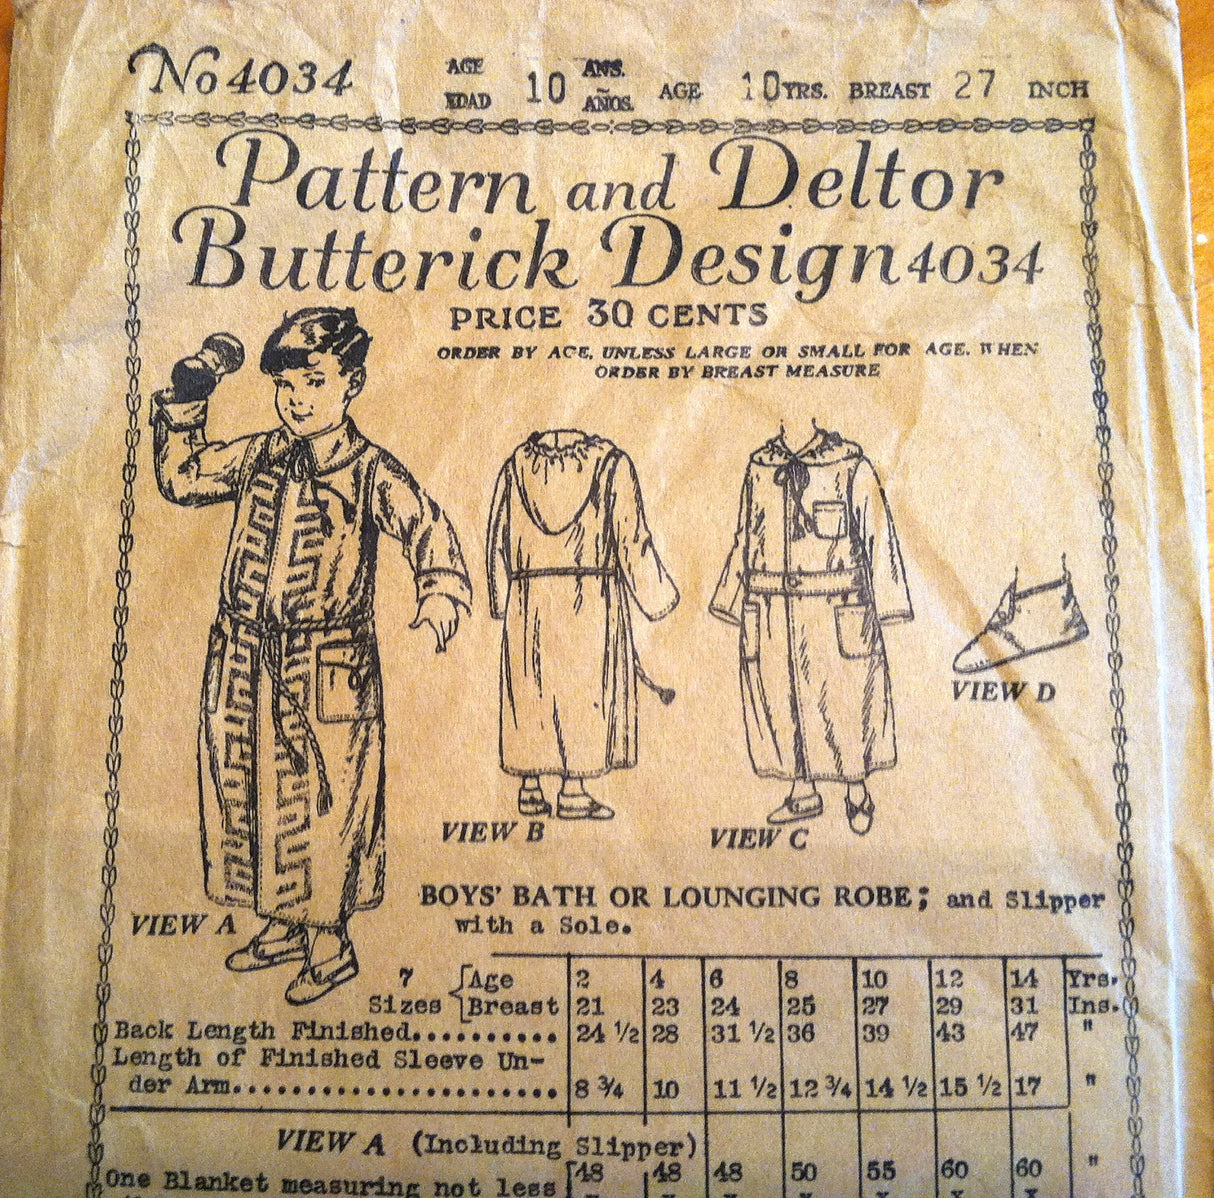 No 4034 AGE EDAD 10 ANS. AÑOS. AGE 10 YRS. BREAST 27 INCH
Pattern and Deltor
Butterick Design 4034
PRICE 30 CENTS
ORDER BY AGE, UNLESS LARGE OR SMALL FOR AGE. WHEN
ORDER BY BREAST MEASURE
VIEW D
VIEW B
VIEW C
VIEW A
BOYS' BATH OR LOUNGING ROBE; and Slipper
with a Sole.
7 Sizes
Age 2 4 6 8 10 12 14 Yrs.
Breast 21 23 24 25 27 29 31 Ins.
Back Length Finished.......... 24 1/2 28 31 1/2 36 39 43 47 "
Length of Finished Sleeve Un-
der Arm...................... 8 3/4 10 11 1/2 12 3/4 14 1/2 15 1/2 17 "
VIEW A (Including Slipper)
One Blanket measuring not less 48 48 48 50 55 60 60 "